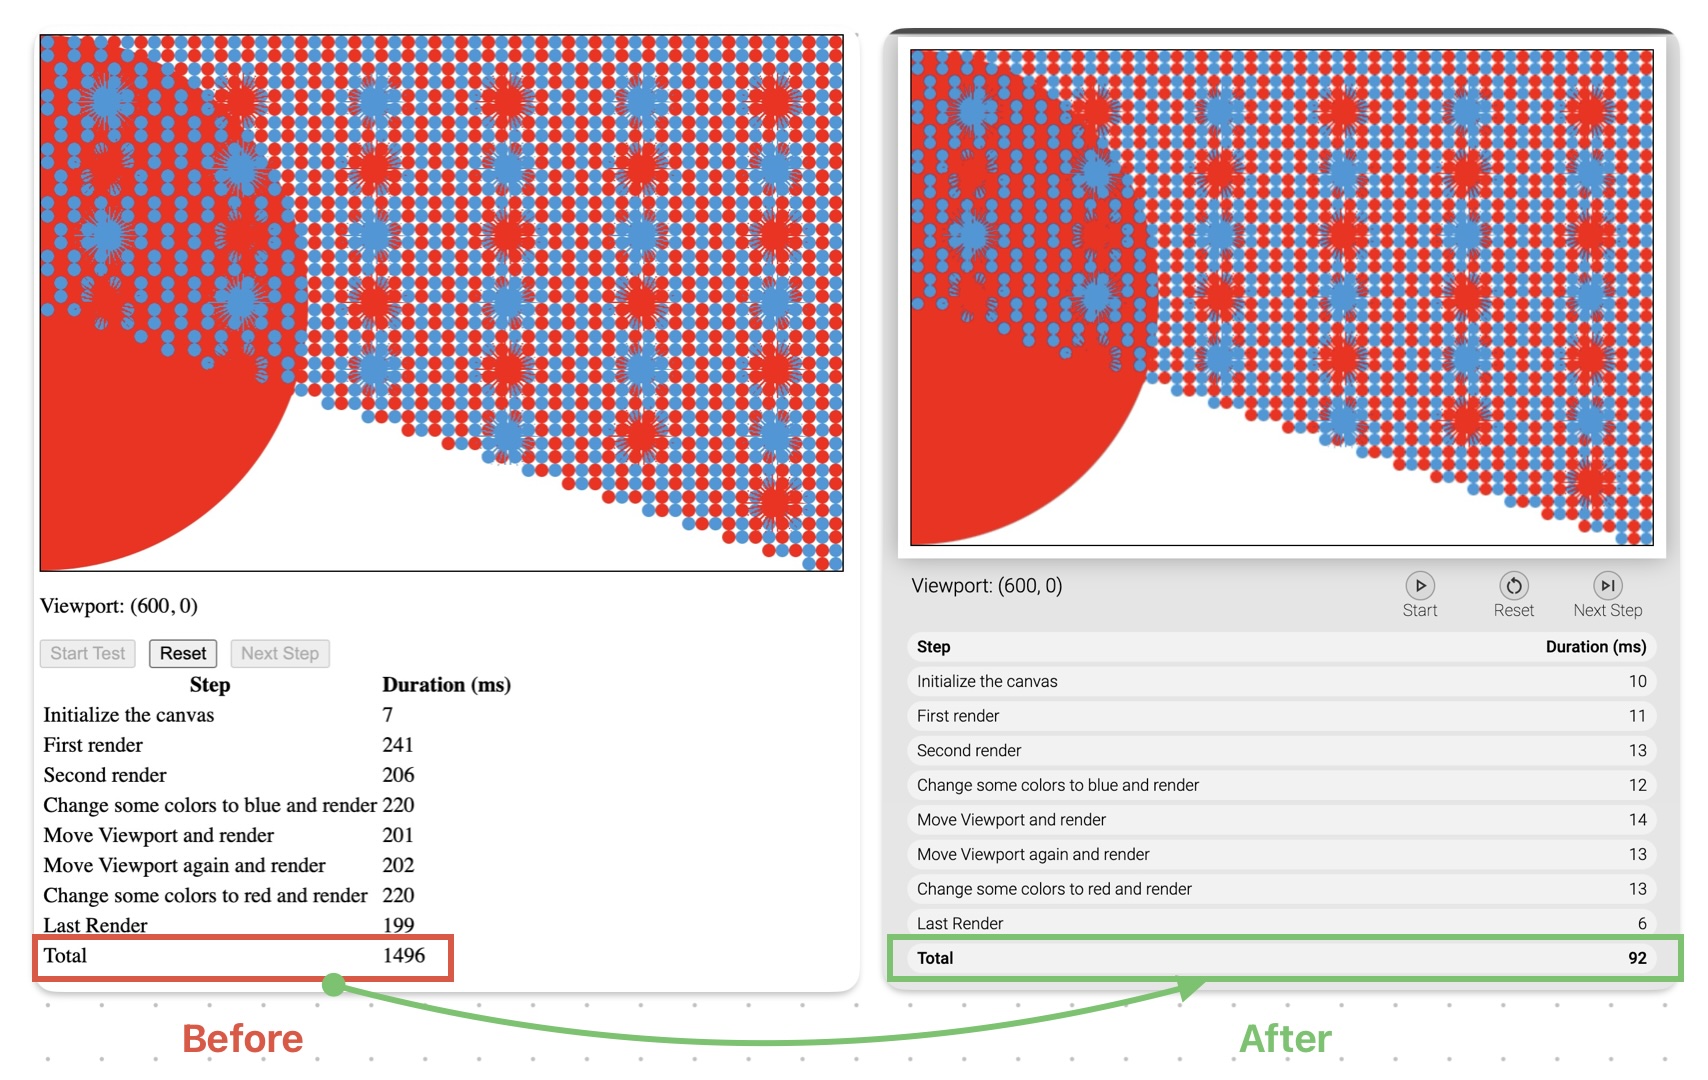 Viewport: (600, 0)
Start Test Reset Next Step
Step Duration (ms)
Initialize the canvas 7
First render 241
Second render 206
Change some colors to blue and render 220
Move Viewport and render 201
Move Viewport again and render 202
Change some colors to red and render 220
Last Render 199
Total 1496
Before
Viewport: (600, 0)
Start Reset Next Step
Step Duration (ms)
Initialize the canvas 10
First render 11
Second render 13
Change some colors to blue and render 12
Move Viewport and render 14
Move Viewport again and render 13
Change some colors to red and render 13
Last Render 6
Total 92
After